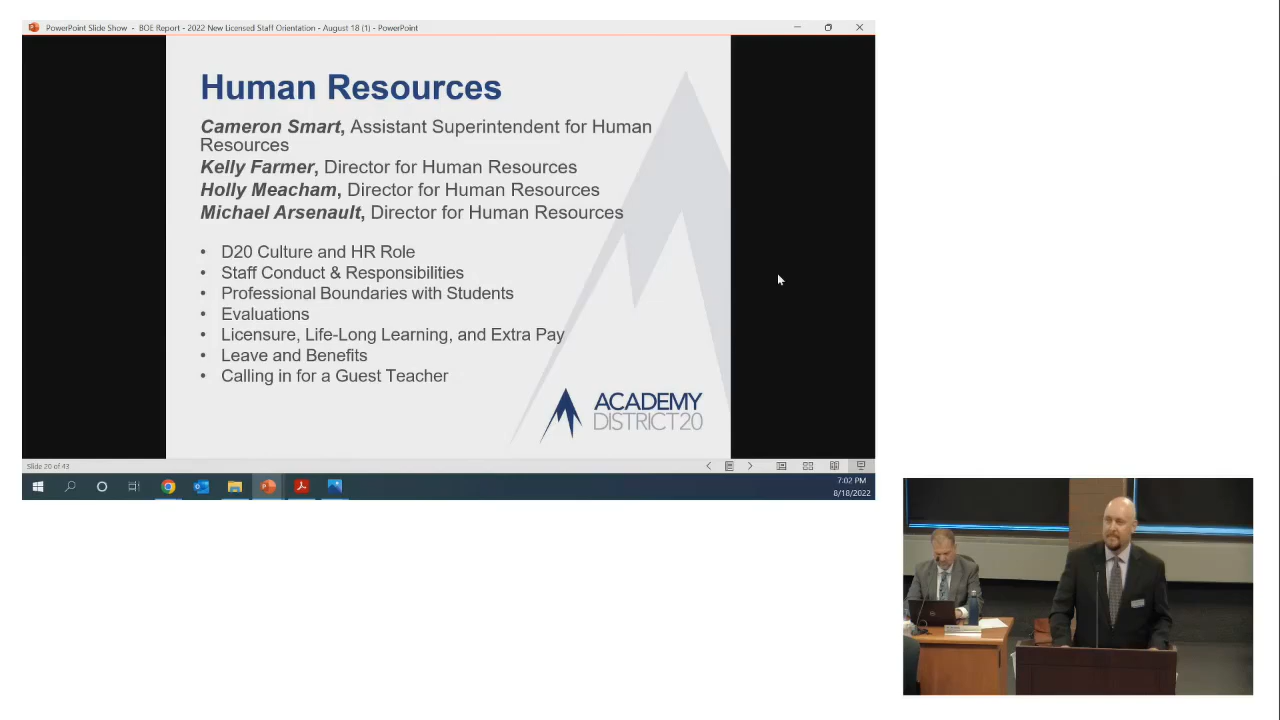 PowerPoint Slide Show - BOE Report - 2022 New Licensed Staff Orientation - August 18 (1) - PowerPoint
Human Resources
Cameron Smart, Assistant Superintendent for Human
Resources
Kelly Farmer, Director for Human Resources
Holly Meacham, Director for Human Resources
Michael Arsenault, Director for Human Resources
• D20 Culture and HR Role
• Staff Conduct & Responsibilities
• Professional Boundaries with Students
• Evaluations
• Licensure, Life-Long Learning, and Extra Pay
• Leave and Benefits
• Calling in for a Guest Teacher
ACADEMY
DISTRICT20
Slide 20 of 43
7:02 PM
8/18/2022